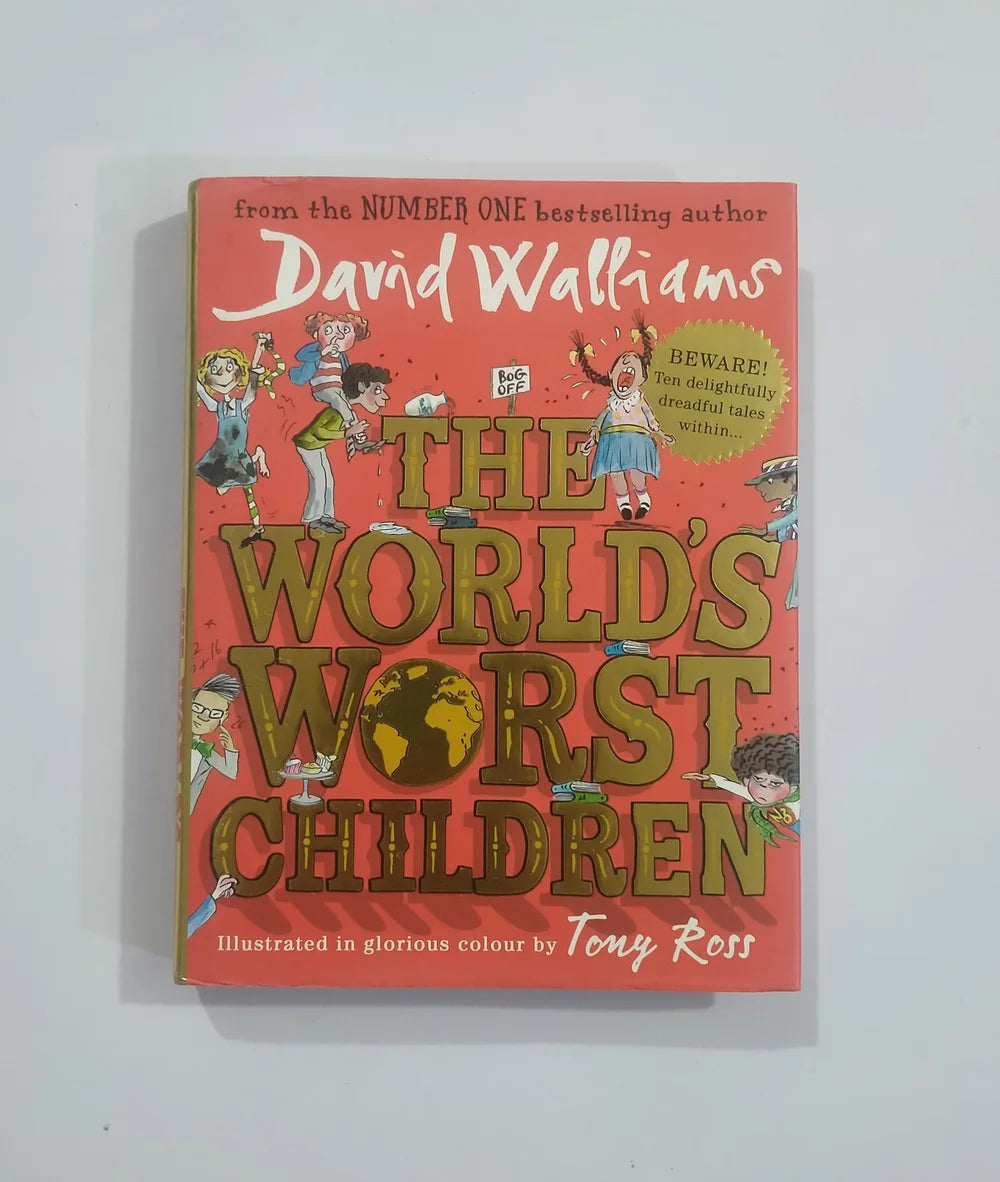 from the NUMBER ONE bestselling author
David Walliams
BEWARE!
Ten delightfully
dreadful tales
within...
BOG
OFF
THE
WORLD'S
WORST
CHILDREN
Illustrated in glorious colour by Tony Ross